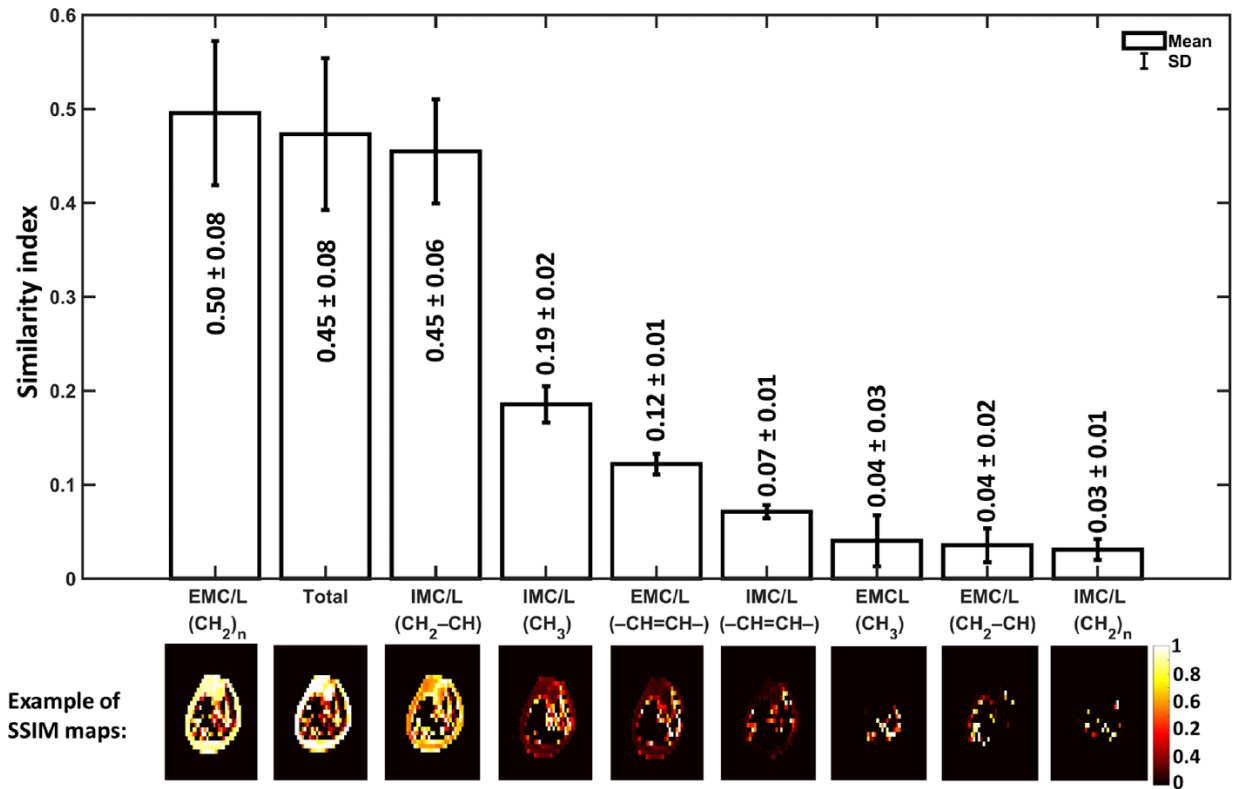 0.6
0.5
0.4
0.3
0.2
0.1
0
Similarity index
Mean
SD
0.50 ± 0.08
0.45 ± 0.08
0.45 ± 0.06
0.19 ± 0.02
0.12 ± 0.01
0.07 ± 0.01
0.04 ± 0.03
0.04 ± 0.02
0.03 ± 0.01
EMC/L
(CH₂)ₙ
Total
IMC/L
(CH₂–CH)
IMC/L
(CH₃)
EMC/L
(–CH=CH–)
IMC/L
(–CH=CH–)
EMCL
(CH₃)
EMC/L
(CH₂–CH)
IMC/L
(CH₂)ₙ
Example of
SSIM maps:
1
0.8
0.6
0.2
0.4
0